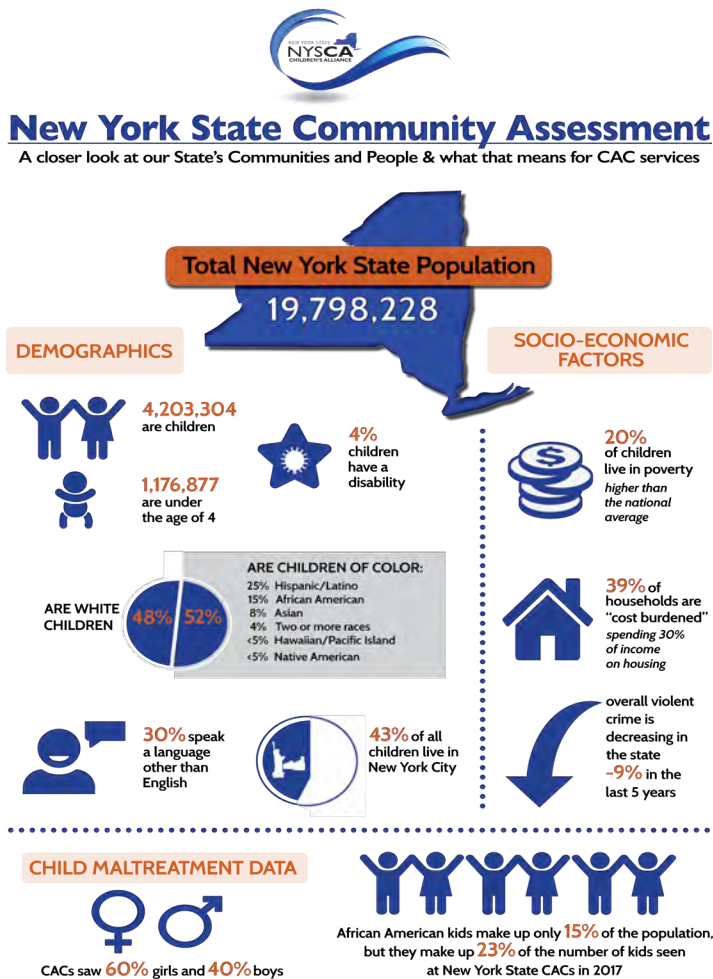 NEW YORK STATE
NYSCA
CHILDREN'S ALLIANCE
New York State Community Assessment
A closer look at our State's Communities and People & what that means for CAC services
Total New York State Population
19,798,228
DEMOGRAPHICS
4,203,304
are children
1,176,877
are under
the age of 4
4%
children
have a
disability
ARE WHITE
CHILDREN
48%
52%
ARE CHILDREN OF COLOR:
25% Hispanic/Latino
15% African American
8% Asian
4% Two or more races
<5% Hawaiian/Pacific Island
<5% Native American
30% speak
a language
other than
English
43% of all
children live in
New York City
SOCIO-ECONOMIC
FACTORS
$
20%
of children
live in poverty
higher than
the national
average
39% of
households are
"cost burdened"
spending 30%
of income
on housing
overall violent
crime is
decreasing in
the state
-9% in the
last 5 years
CHILD MALTREATMENT DATA
CACs saw 60% girls and 40% boys
African American kids make up only 15% of the population,
but they make up 23% of the number of kids seen
at New York State CACs in 2017